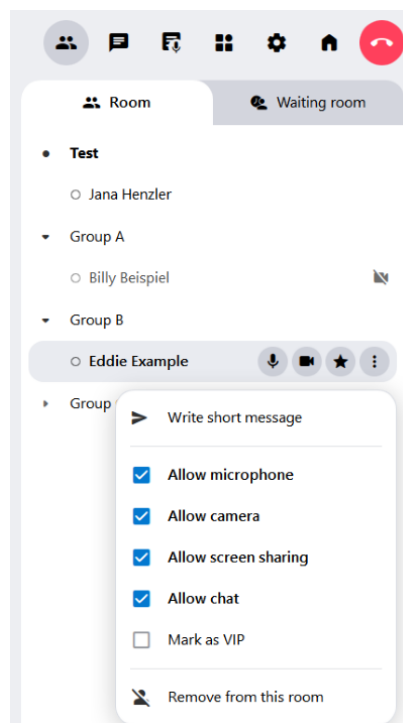 Room
Waiting room
Test
Jana Henzler
Group A
Billy Beispiel
Group B
Eddie Example
Group
Write short message
Allow microphone
Allow camera
Allow screen sharing
Allow chat
Mark as VIP
Remove from this room